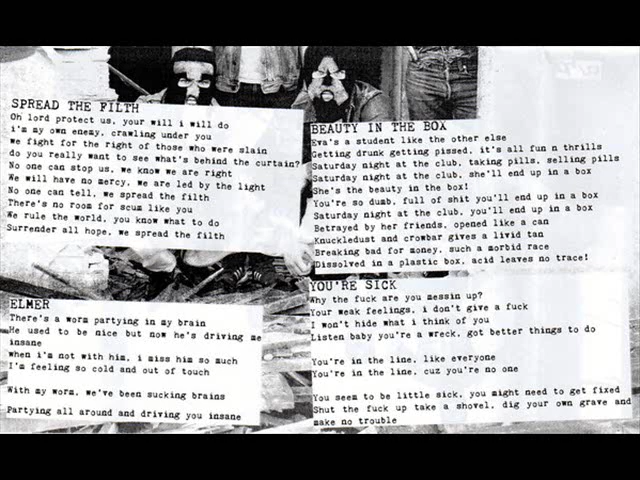 SPREAD THE FILTH
Oh lord protect us, your will i will do
i'm my own enemy, crawling under you
we fight for the right of those who were slain
do you really want to see what's behind the curtain?
No one can stop us, we know we are right
We will have no mercy, we are led by the light
No one can tell, we spread the filth
There's no room for scum like you
We rule the world, you know what to do
Surrender all hope, we spread the filth
ELMER
There's a worm partying in my brain
He used to be nice but now he's driving me
insane
when i'm not with him, i miss him so much
I'm feeling so cold and out of touch
With my worm, we've been sucking brains
Partying all around and driving you insane
BEAUTY IN THE BOX
Eva's a student like the other else
Getting drunk getting pissed, it's all fun n thrills
Saturday night at the club, taking pills, selling pills
Saturday night at the club, she'll end up in a box
She's the beauty in the box!
You're so dumb, full of shit you'll end up in a box
Saturday night at the club, you'll end up in a box
Betrayed by her friends, opened like a can
Knuckledust and crowbar gives a livid tan
Breaking bad for money, such a morbid race
Dissolved in a plastic box, acid leaves no trace!
YOU'RE SICK
Why the fuck are you messin up?
Your weak feelings, i don't give a fuck
I won't hide what i think of you
Listen baby you're a wreck, got better things to do
You're in the line, like everyone
You're in the line, cuz you're no one
You seem to be little sick, you might need to get fixed
Shut the fuck up take a shovel, dig your own grave and
make no trouble